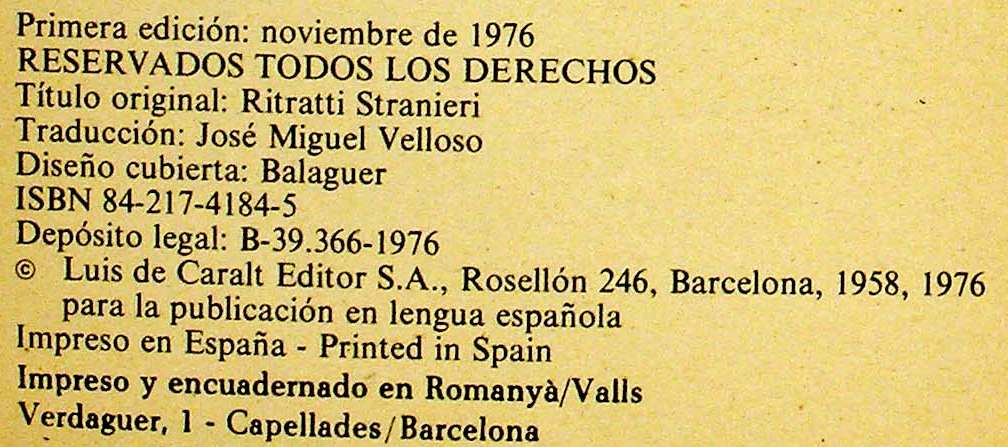 Primera edición: noviembre de 1976
RESERVADOS TODOS LOS DERECHOS
Título original: Ritratti Stranieri
Traducción: José Miguel Velloso
Diseño cubierta: Balaguer
ISBN 84-217-4184-5
Depósito legal: B-39.366-1976
© Luis de Caralt Editor S.A., Rosellón 246, Barcelona, 1958, 1976
para la publicación en lengua española
Impreso en España - Printed in Spain
Impreso y encuadernado en Romanyà/Valls
Verdaguer, 1 - Capellades/Barcelona